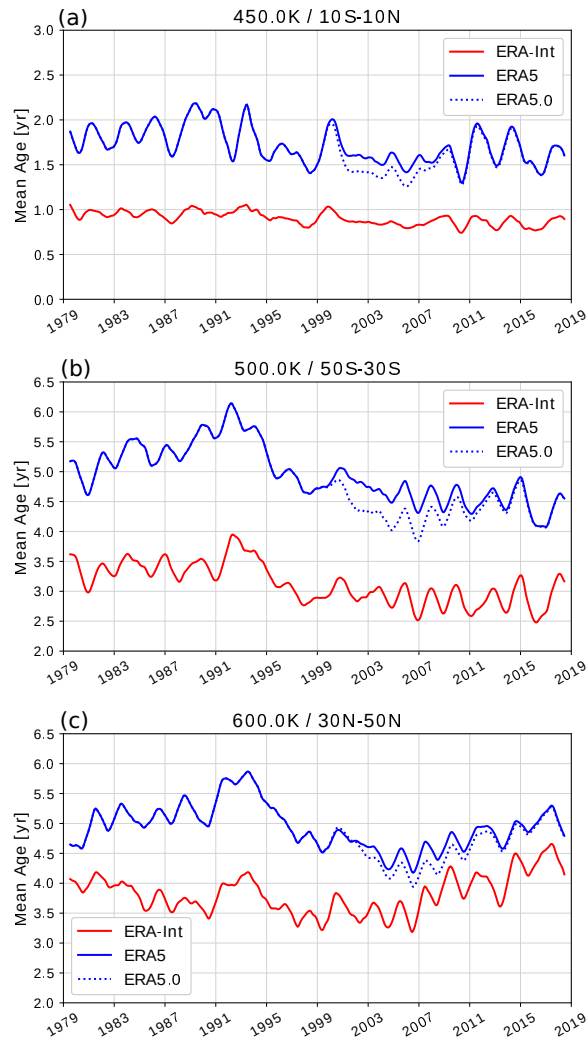 (a)
450.0K / 10S-10N
Mean Age [yr]
3.0
2.5
2.0
1.5
1.0
0.5
0.0
ERA-Int
ERA5
ERA5.0
1979 1983 1987 1991 1995 1999 2003 2007 2011 2015 2019
(b)
500.0K / 50S-30S
Mean Age [yr]
6.5
6.0
5.5
5.0
4.5
4.0
3.5
3.0
2.5
2.0
ERA-Int
ERA5
ERA5.0
1979 1983 1987 1991 1995 1999 2003 2007 2011 2015 2019
(c)
600.0K / 30N-50N
Mean Age [yr]
6.5
6.0
5.5
5.0
4.5
4.0
3.5
3.0
2.5
2.0
ERA-Int
ERA5
ERA5.0
1979 1983 1987 1991 1995 1999 2003 2007 2011 2015 2019